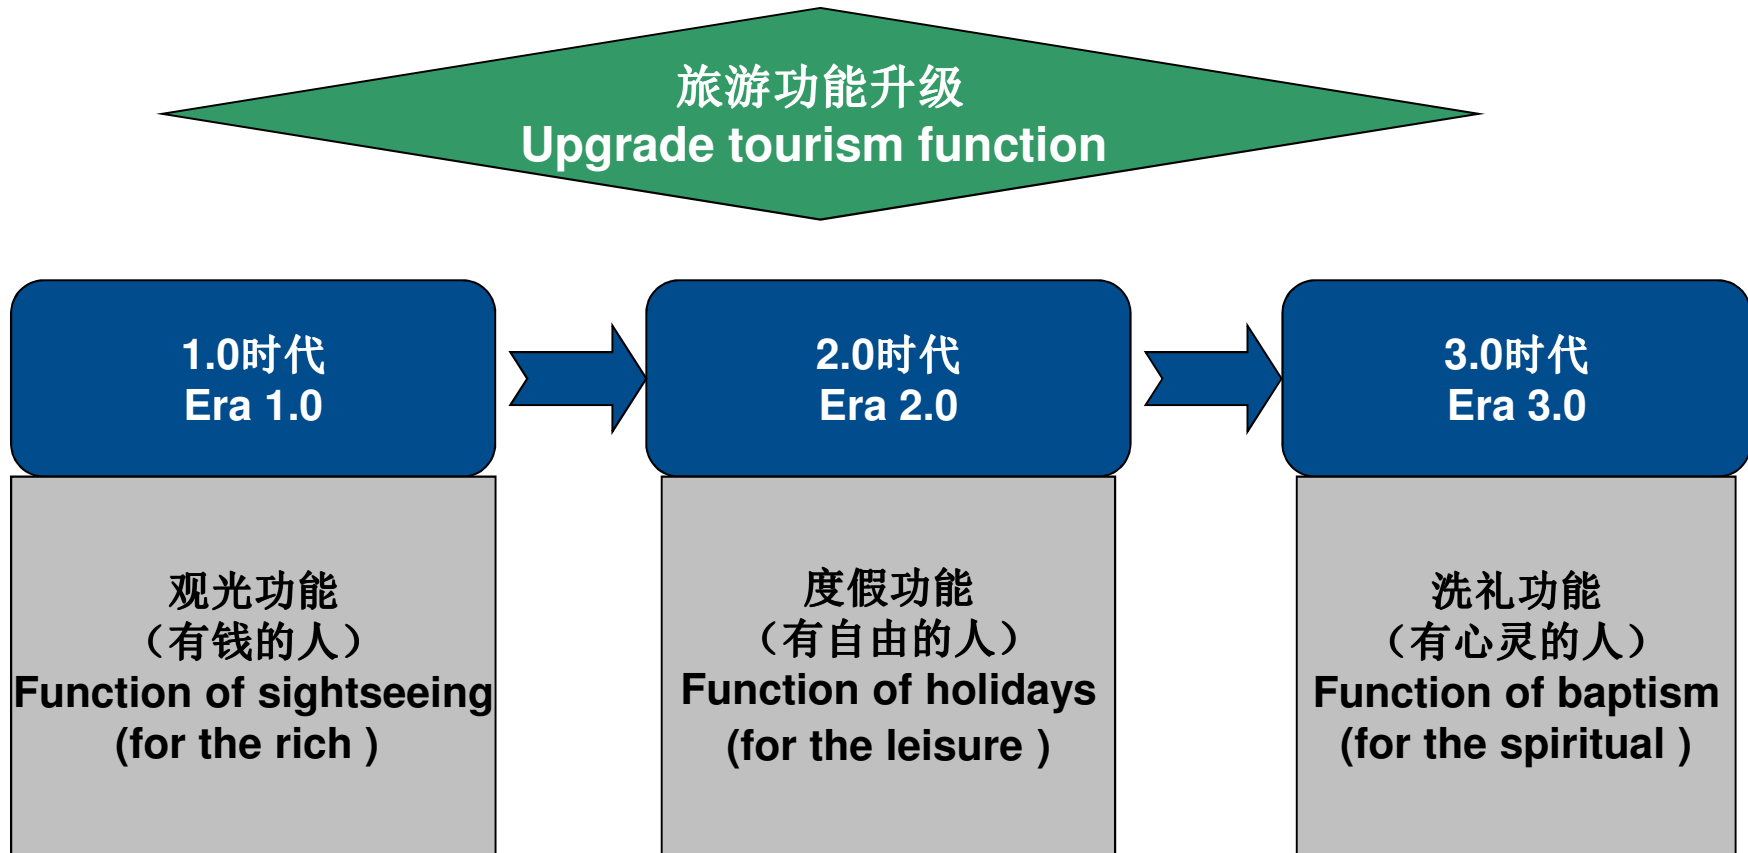 旅游功能升级
Upgrade tourism function
1.0时代
Era 1.0
2.0时代
Era 2.0
3.0时代
Era 3.0
观光功能
（有钱的人）
Function of sightseeing
(for the rich )
度假功能
（有自由的人）
Function of holidays
(for the leisure )
洗礼功能
（有心灵的人）
Function of baptism
(for the spiritual )